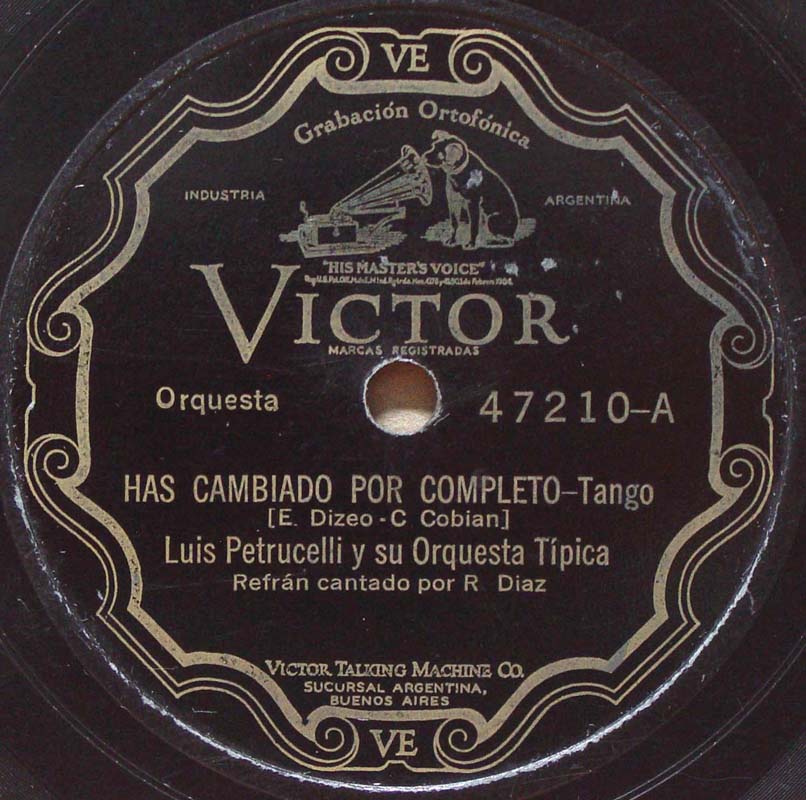 VE
Grabación Ortofónica
INDUSTRIA ARGENTINA
"HIS MASTER'S VOICE"
VICTOR
MARCAS REGISTRADAS
Orquesta 47210-A
HAS CAMBIADO POR COMPLETO-Tango
[E. Dizeo - C Cobian]
Luis Petrucelli y su Orquesta Típica
Refrán cantado por R Diaz
VICTOR TALKING MACHINE CO.
SUCURSAL ARGENTINA,
BUENOS AIRES
VE